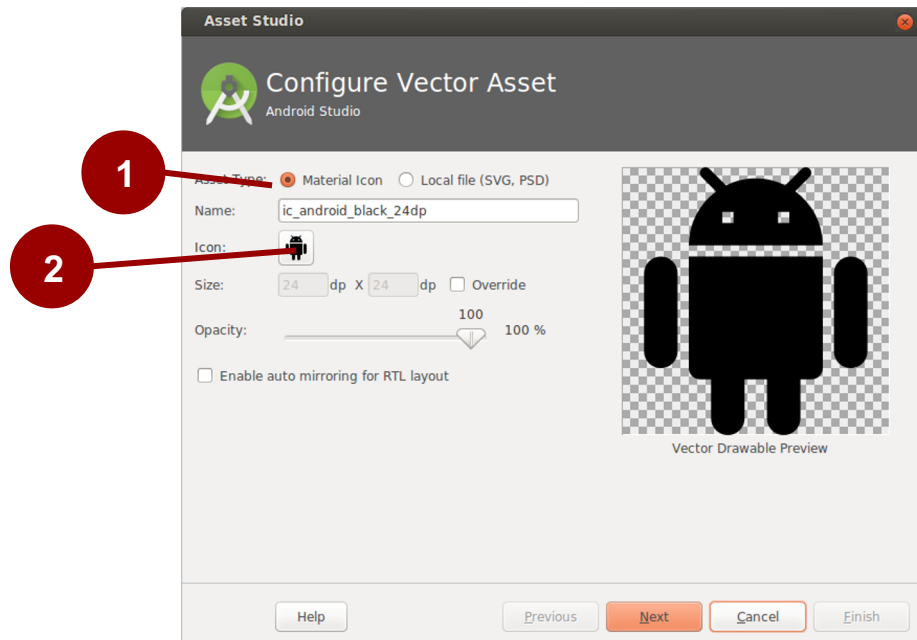 Asset Studio
Configure Vector Asset
Android Studio
1
Asset Type: Material Icon Local file (SVG, PSD)
Name: ic_android_black_24dp
2
Icon:
Size: 24 dp X 24 dp Override
100
Opacity: 100 %
Enable auto mirroring for RTL layout
Vector Drawable Preview
Help Previous Next Cancel Finish